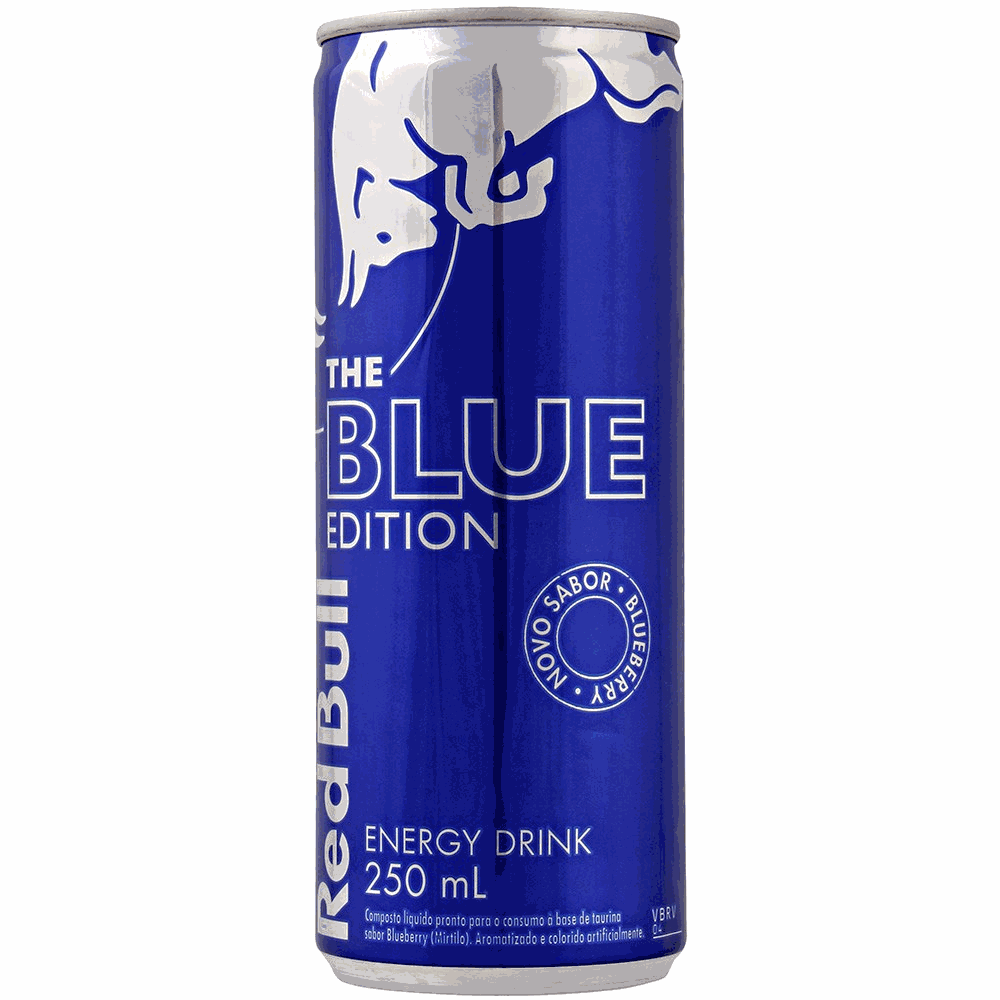 THE
BLUE
EDITION
NOVO SABOR • BLUEBERRY •
Red Bull
ENERGY DRINK
250 mL
Composto líquido pronto para o consumo à base de taurina
sabor Blueberry (Mirtilo). Aromatizado e colorido artificialmente.
VBRV
04